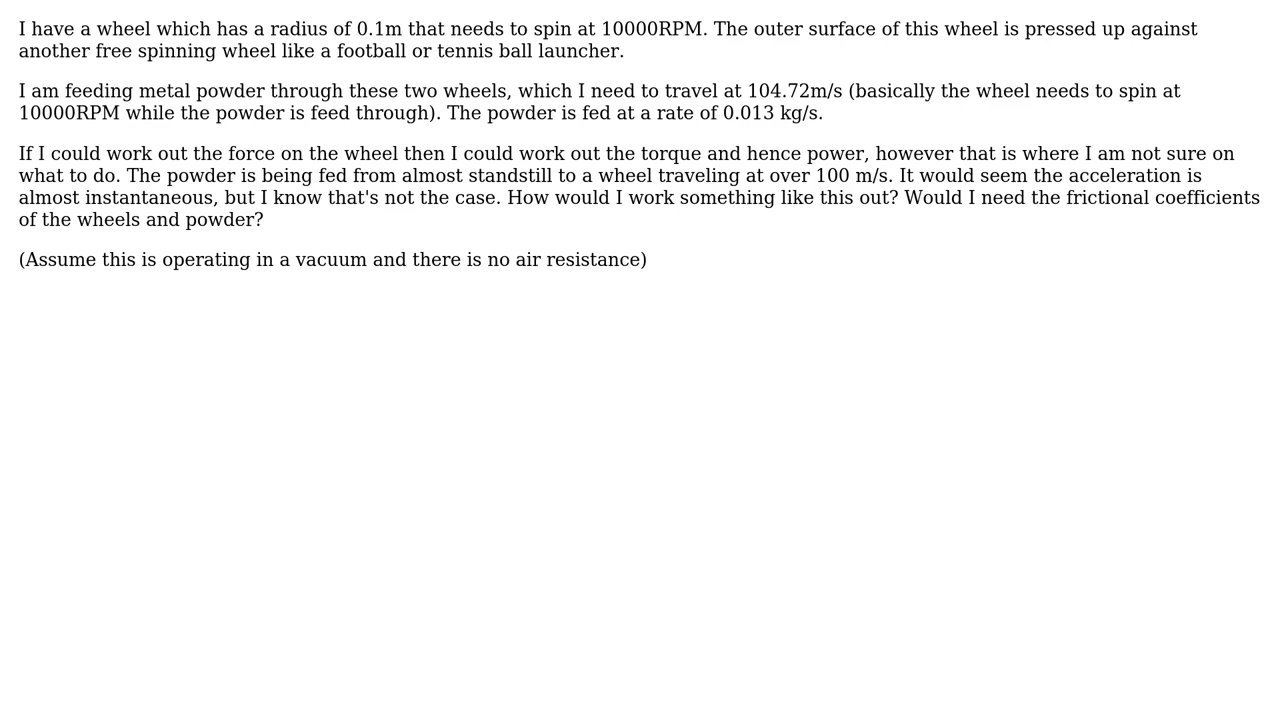 I have a wheel which has a radius of 0.1m that needs to spin at 10000RPM. The outer surface of this wheel is pressed up against
another free spinning wheel like a football or tennis ball launcher.
I am feeding metal powder through these two wheels, which I need to travel at 104.72m/s (basically the wheel needs to spin at
10000RPM while the powder is feed through). The powder is fed at a rate of 0.013 kg/s.
If I could work out the force on the wheel then I could work out the torque and hence power, however that is where I am not sure on
what to do. The powder is being fed from almost standstill to a wheel traveling at over 100 m/s. It would seem the acceleration is
almost instantaneous, but I know that's not the case. How would I work something like this out? Would I need the frictional coefficients
of the wheels and powder?
(Assume this is operating in a vacuum and there is no air resistance)